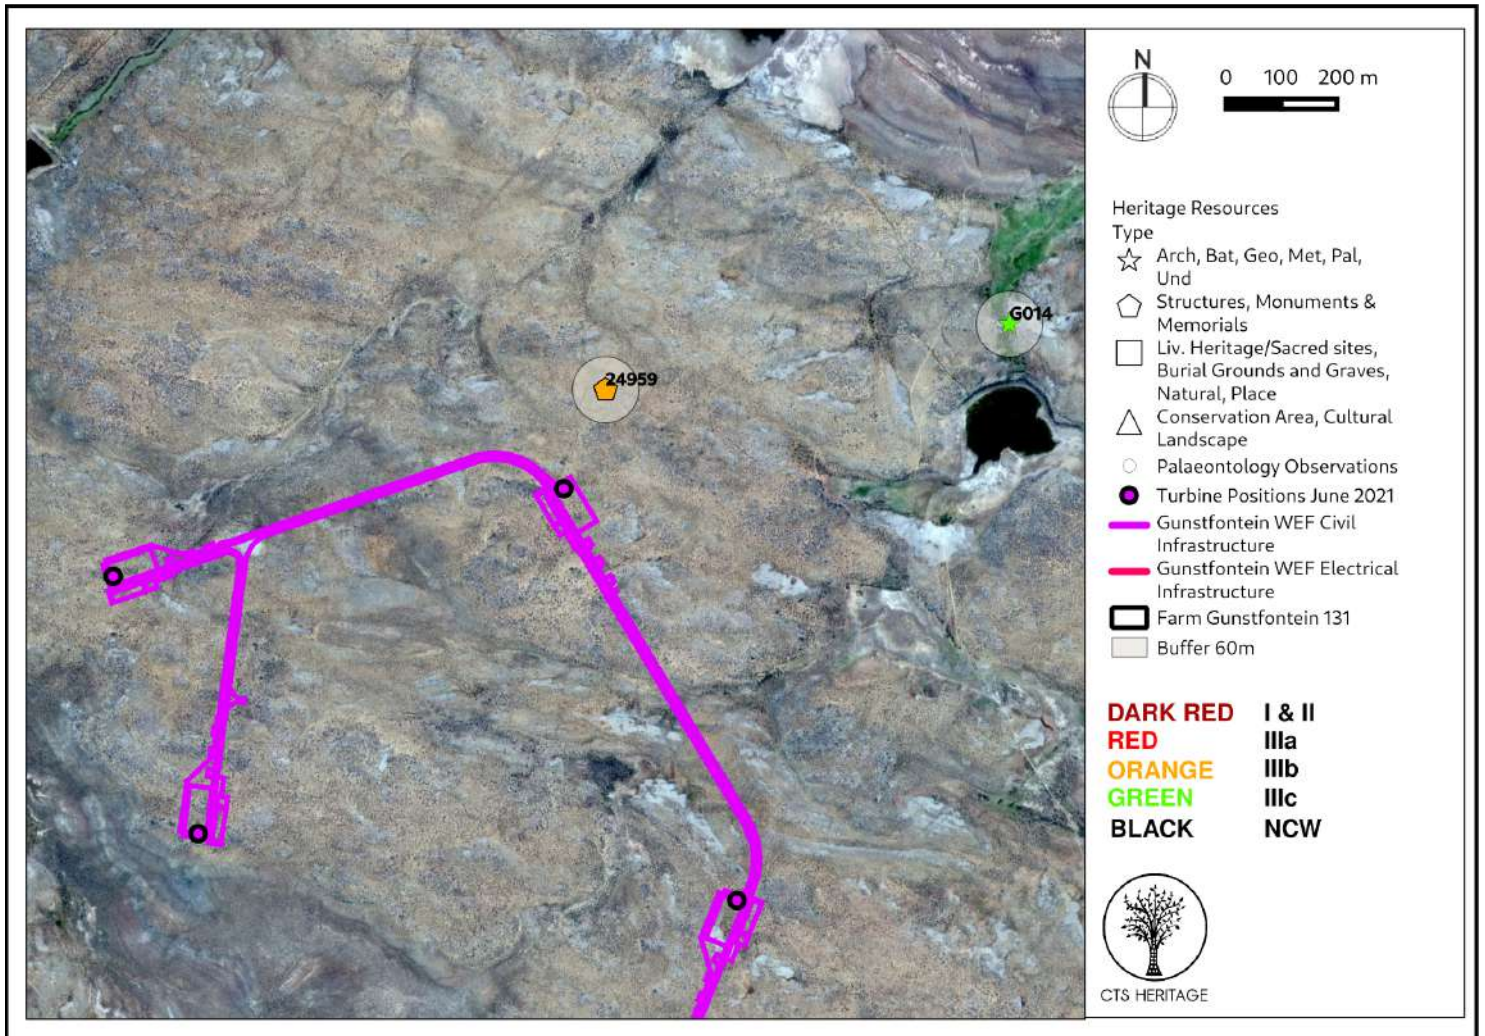 N
0 100 200 m
Heritage Resources
Type
Arch, Bat, Geo, Met, Pal,
Und
Structures, Monuments &
Memorials
Liv. Heritage/Sacred sites,
Burial Grounds and Graves,
Natural, Place
Conservation Area, Cultural
Landscape
Palaeontology Observations
Turbine Positions June 2021
Gunstfontein WEF Civil
Infrastructure
Gunstfontein WEF Electrical
Infrastructure
Farm Gunstfontein 131
Buffer 60m
DARK RED I & II
RED IIIa
ORANGE IIIb
GREEN IIIc
BLACK NCW
CTS HERITAGE
G014
24959